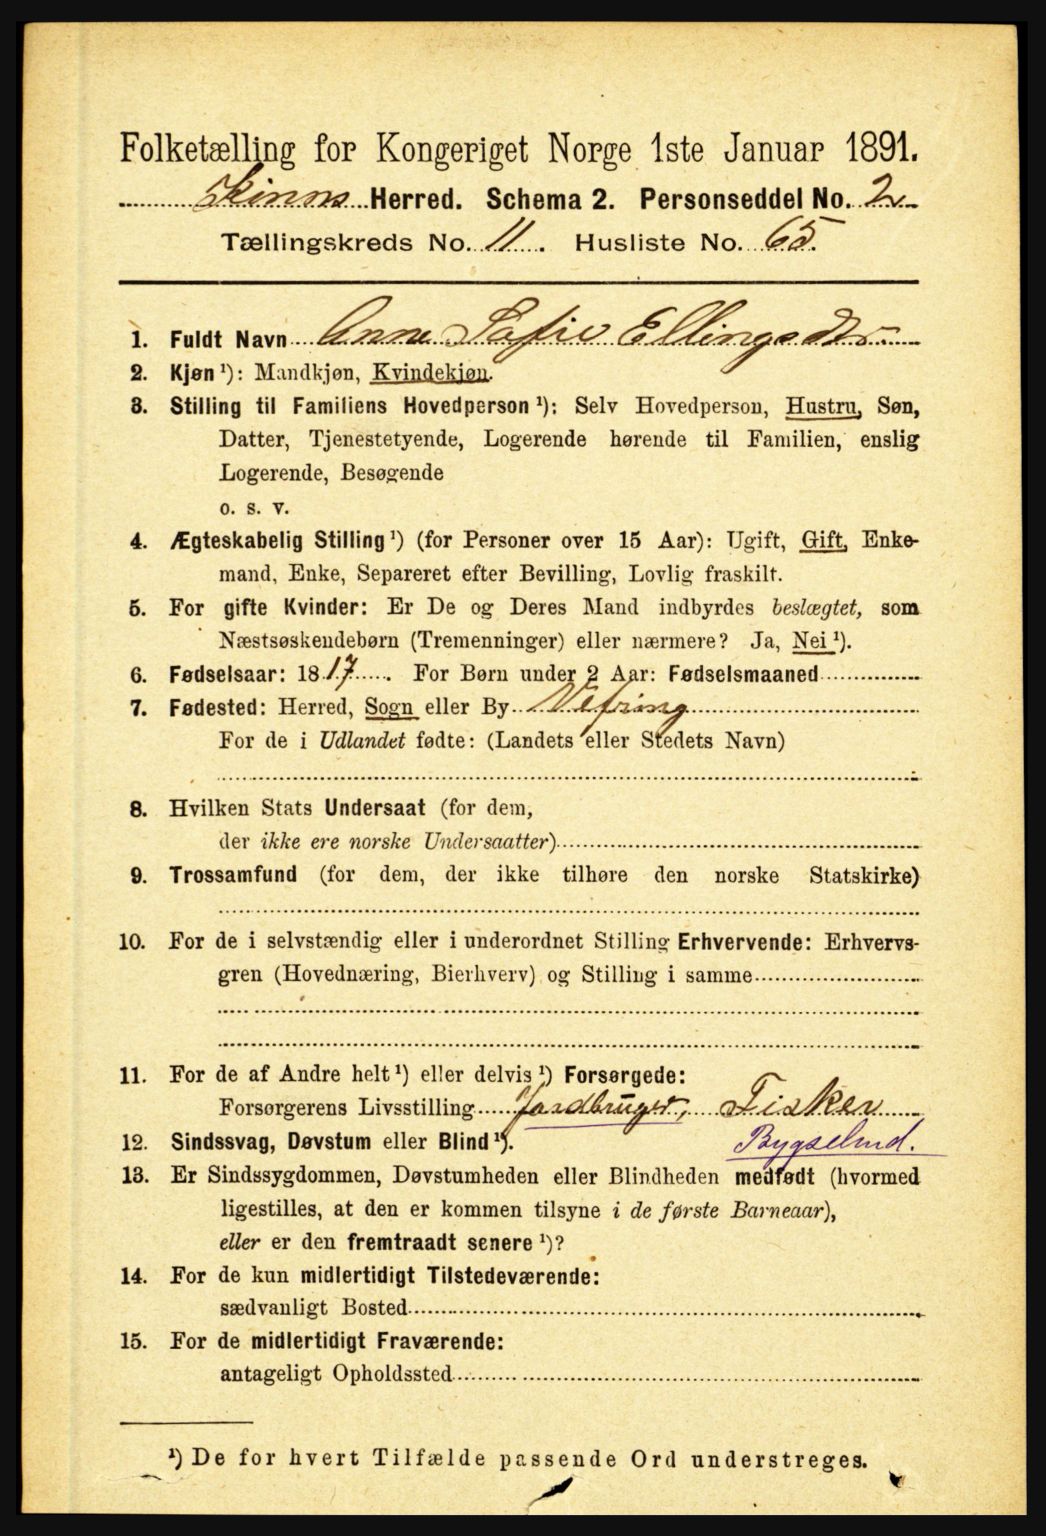 Folketælling for Kongeriget Norge 1ste Januar 1891.
Kinns Herred. Schema 2. Personseddel No. 2
Tællingskreds No. 11. Husliste No. 65.
1. Fuldt Navn Anne Sofie Ellingsdtr
2. Kjøn ¹): Mandkjøn, Kvindekjøn.
3. Stilling til Familiens Hovedperson ¹): Selv Hovedperson, Hustru, Søn,
Datter, Tjenestetyende, Logerende hørende til Familien, enslig
Logerende, Besøgende
o. s. v.
4. Ægteskabelig Stilling ¹) (for Personer over 15 Aar): Ugift, Gift, Enke-
mand, Enke, Separeret efter Bevilling, Lovlig fraskilt.
5. For gifte Kvinder: Er De og Deres Mand indbyrdes beslægtet, som
Næstsøskendebørn (Tremenninger) eller nærmere? Ja, Nei ¹).
6. Fødselsaar: 1817. For Børn under 2 Aar: Fødselsmaaned
7. Fødested: Herred, Sogn eller By Vefring
For de i Udlandet fødte: (Landets eller Stedets Navn)
8. Hvilken Stats Undersaat (for dem,
der ikke ere norske Undersaatter)
9. Trossamfund (for dem, der ikke tilhøre den norske Statskirke)
10. For de i selvstændig eller i underordnet Stilling Erhvervende: Erhvervs-
gren (Hovednæring, Bierhverv) og Stilling i samme
11. For de af Andre helt ¹) eller delvis ¹) Forsørgede:
Forsørgerens Livsstilling Jordbruger, Fisker
12. Sindssvag, Døvstum eller Blind ¹). Bygselmd.
13. Er Sindssygdommen, Døvstumheden eller Blindheden medfødt (hvormed
ligestilles, at den er kommen tilsyne i de første Barneaar),
eller er den fremtraadt senere ¹)?
14. For de kun midlertidigt Tilstedeværende:
sædvanligt Bosted
15. For de midlertidigt Fraværende:
antageligt Opholdssted
¹) De for hvert Tilfælde passende Ord understreges.